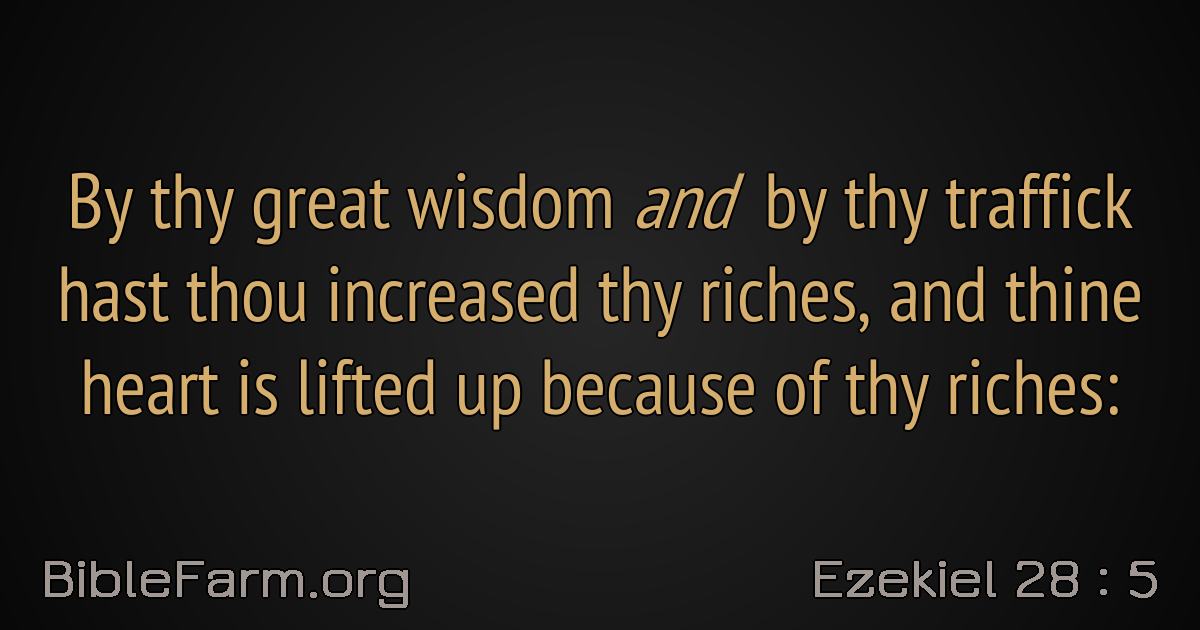 By thy great wisdom and by thy traffick
hast thou increased thy riches, and thine
heart is lifted up because of thy riches:
BibleFarm.org
Ezekiel 28 : 5